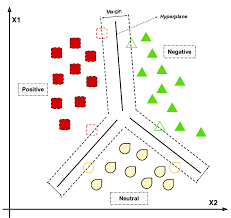 Margin
X1
Hyperplane
Negative
Positive
Neutral
X2